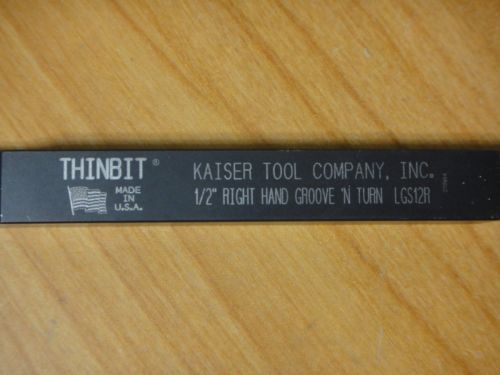 THINBIT®
MADE
IN
U.S.A.
KAISER TOOL COMPANY, INC.
1/2" RIGHT HAND GROOVE 'N TURN LGS12R